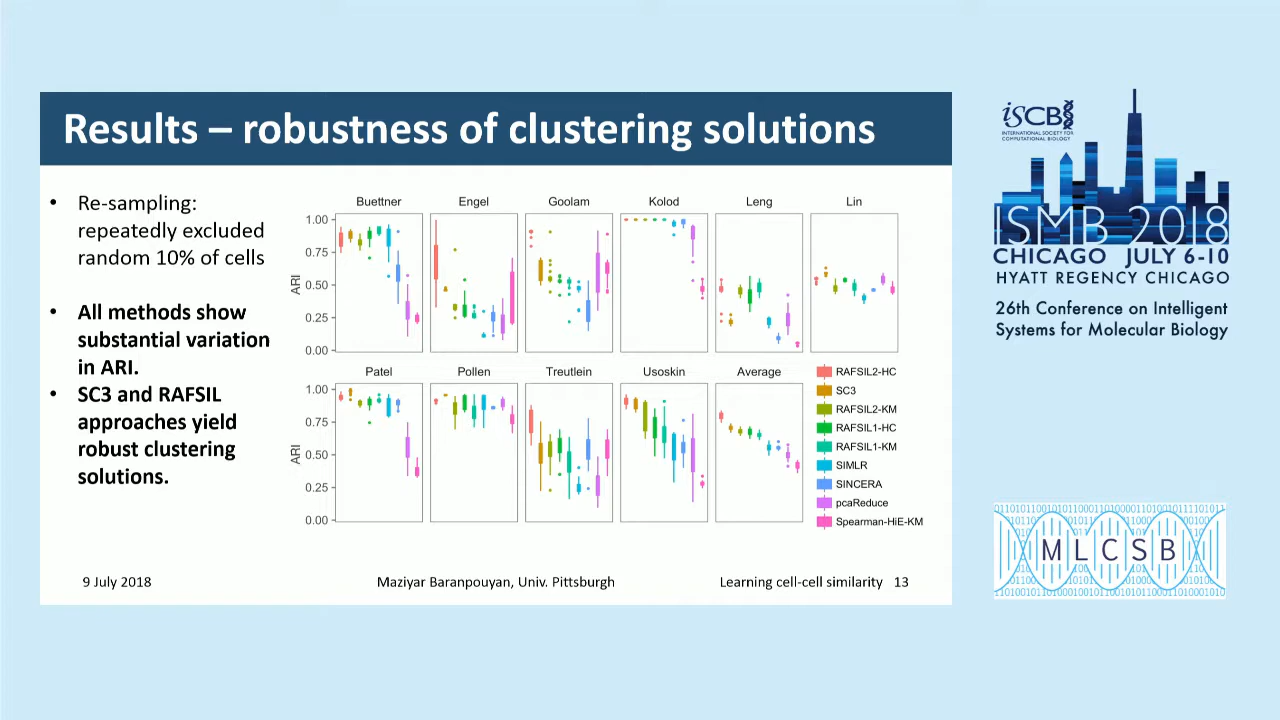 Results – robustness of clustering solutions
• Re-sampling:
repeatedly excluded
random 10% of cells
• All methods show
substantial variation
in ARI.
• SC3 and RAFSIL
approaches yield
robust clustering
solutions.
Buettner Engel Goolam Kolod Leng Lin
ARI
1.00
0.75
0.50
0.25
0.00
Patel Pollen Treutlein Usoskin Average
ARI
1.00
0.75
0.50
0.25
0.00
RAFSIL2-HC
SC3
RAFSIL2-KM
RAFSIL1-HC
RAFSIL1-KM
SIMLR
SINCERA
pcaReduce
Spearman-HiE-KM
9 July 2018 Maziyar Baranpouyan, Univ. Pittsburgh Learning cell-cell similarity 13
iSCB
INTERNATIONAL SOCIETY FOR
COMPUTATIONAL BIOLOGY
ISMB 2018
CHICAGO JULY 6-10
HYATT REGENCY CHICAGO
26th Conference on Intelligent
Systems for Molecular Biology
MLCSB